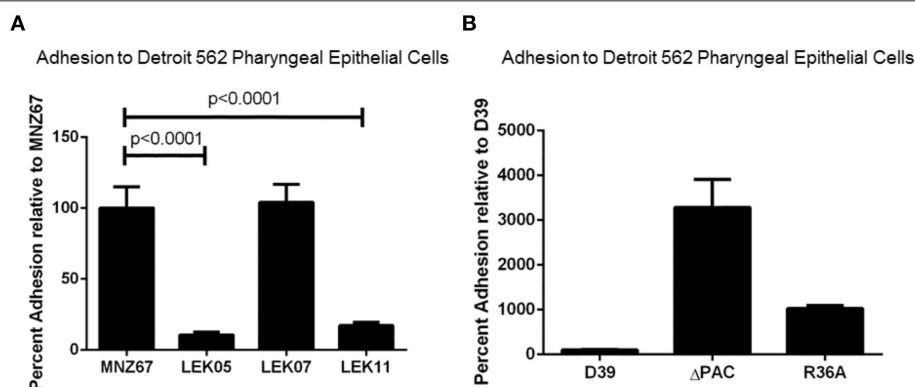 A
Adhesion to Detroit 562 Pharyngeal Epithelial Cells
Percent Adhesion relative to MNZ67
p<0.0001
p<0.0001
150
100
50
0
MNZ67 LEK05 LEK07 LEK11
B
Adhesion to Detroit 562 Pharyngeal Epithelial Cells
Percent Adhesion relative to D39
5000
4000
3000
2000
1000
0
D39 ΔPAC R36A